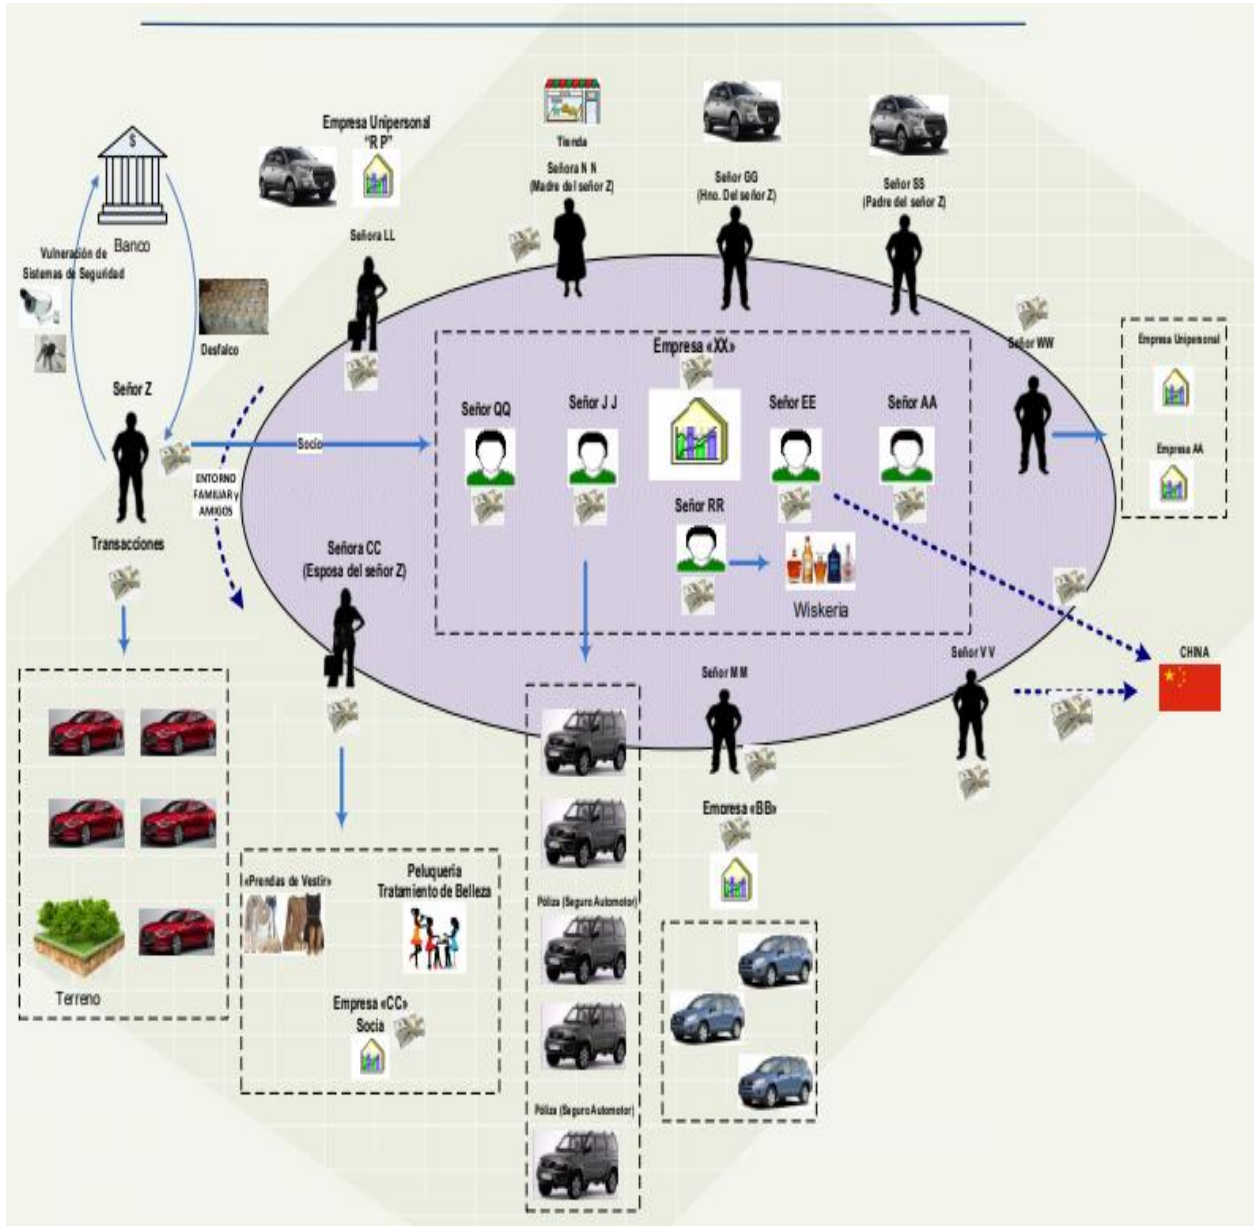 Empresa Unipersonal
“R P”
Señora LL
Tienda
Señora N N
(Madre del señor Z)
Señor GG
(Hno. Del señor Z)
Señor SS
(Padre del señor Z)
$
Banco
Vulneración de
Sistemas de Seguridad
Desfalco
Señor Z
Socio
ENTORNO
FAMILIAR y
AMIGOS
Transacciones
Empresa «XX»
Señor QQ
Señor J J
Señor EE
Señor AA
Señor RR
Wiskeria
Señor WW
Empresa Unipersonal
Empresa AA
Señora CC
(Esposa del señor Z)
Señor M M
Señor V V
CHINA
Terreno
«Prendas de Vestir»
Peluqueria
Tratamiento de Belleza
Empresa «CC»
Socia
Póliza (Seguro Automotor)
Póliza (Seguro Automotor)
Empresa «BB»